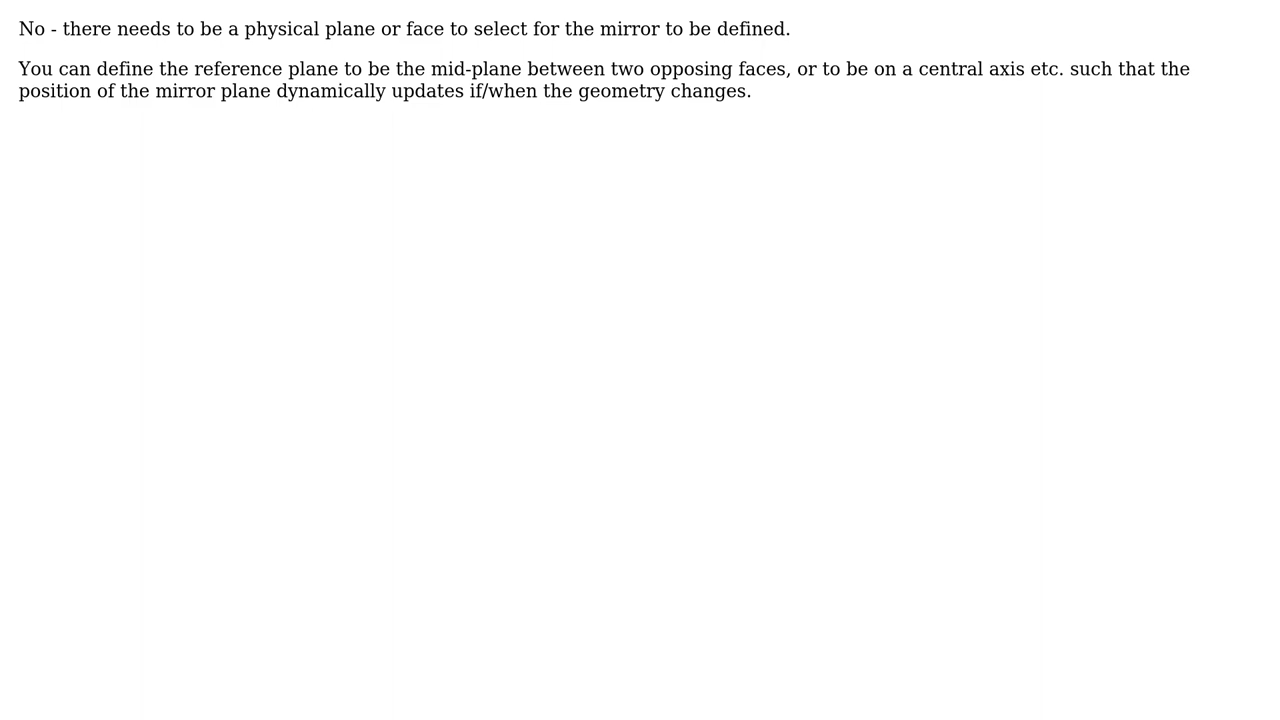 No - there needs to be a physical plane or face to select for the mirror to be defined.
You can define the reference plane to be the mid-plane between two opposing faces, or to be on a central axis etc. such that the
position of the mirror plane dynamically updates if/when the geometry changes.